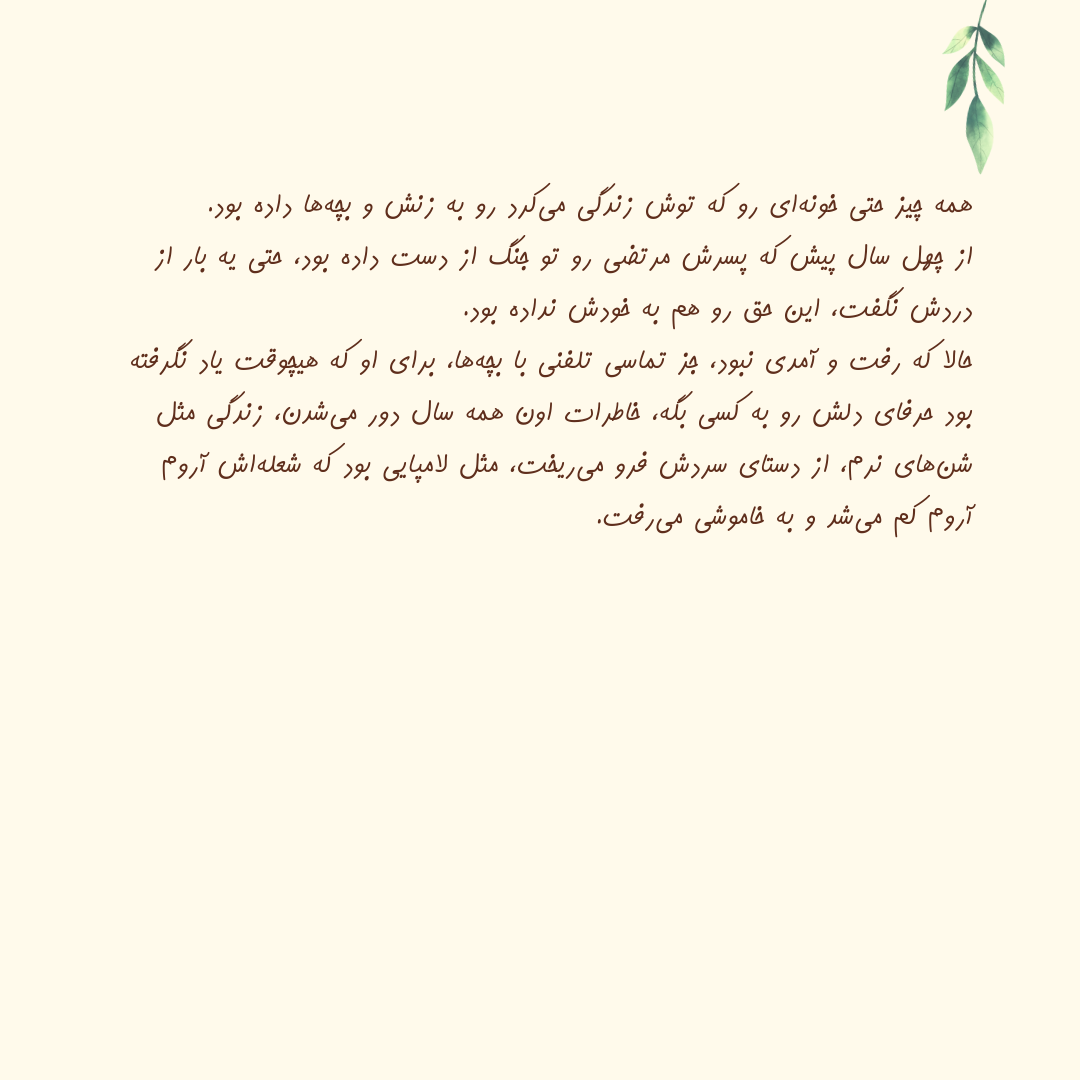 همه چیز حتی خونه‌ای رو که توش زندگی می‌کرد رو به زنش و بچه‌ها داده بود.
از چهل سال پیش که پسرش مرتضی رو تو جنگ از دست داده بود، حتی یه بار از
دردش نگفت، این حق رو هم به خودش نداده بود.
حالا که رفت و آمدی نبود، جز تماسی تلفنی با بچه‌ها، برای او که هیچوقت یاد نگرفته
بود حرفای دلش رو به کسی بگه، خاطرات اون همه سال دور می‌شدن، زندگی مثل
شن‌های نرم، از دستای سردش فرو می‌ریخت، مثل لامپایی بود که شعله‌اش آروم
آروم کم می‌شد و به خاموشی می‌رفت.